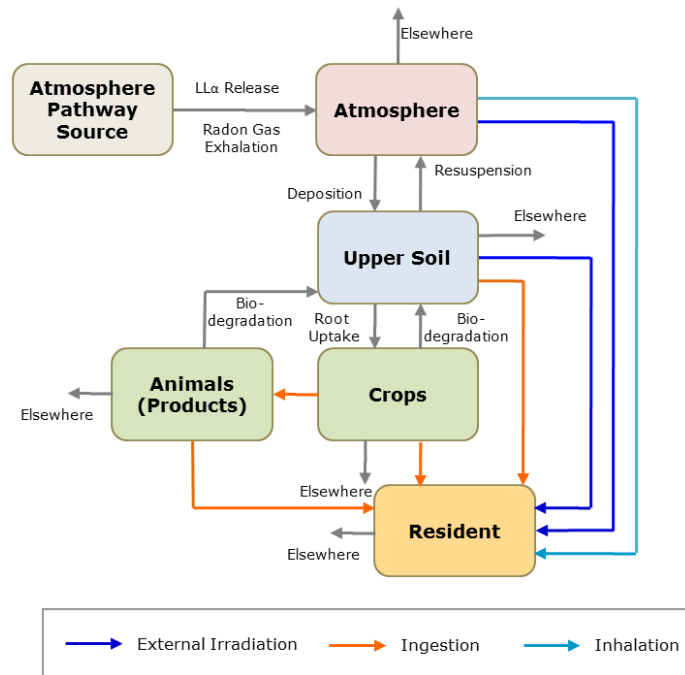 Elsewhere
Atmosphere
Pathway
Source
LLα Release
Radon Gas
Exhalation
Atmosphere
Deposition
Resuspension
Elsewhere
Upper Soil
Bio-
degradation
Root
Uptake
Bio-
degradation
Animals
(Products)
Crops
Elsewhere
Elsewhere
Resident
Elsewhere
External Irradiation
Ingestion
Inhalation